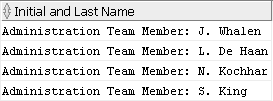 Initial and Last Name
Administration Team Member: J. Whalen
Administration Team Member: L. De Haan
Administration Team Member: N. Kochhar
Administration Team Member: S. King